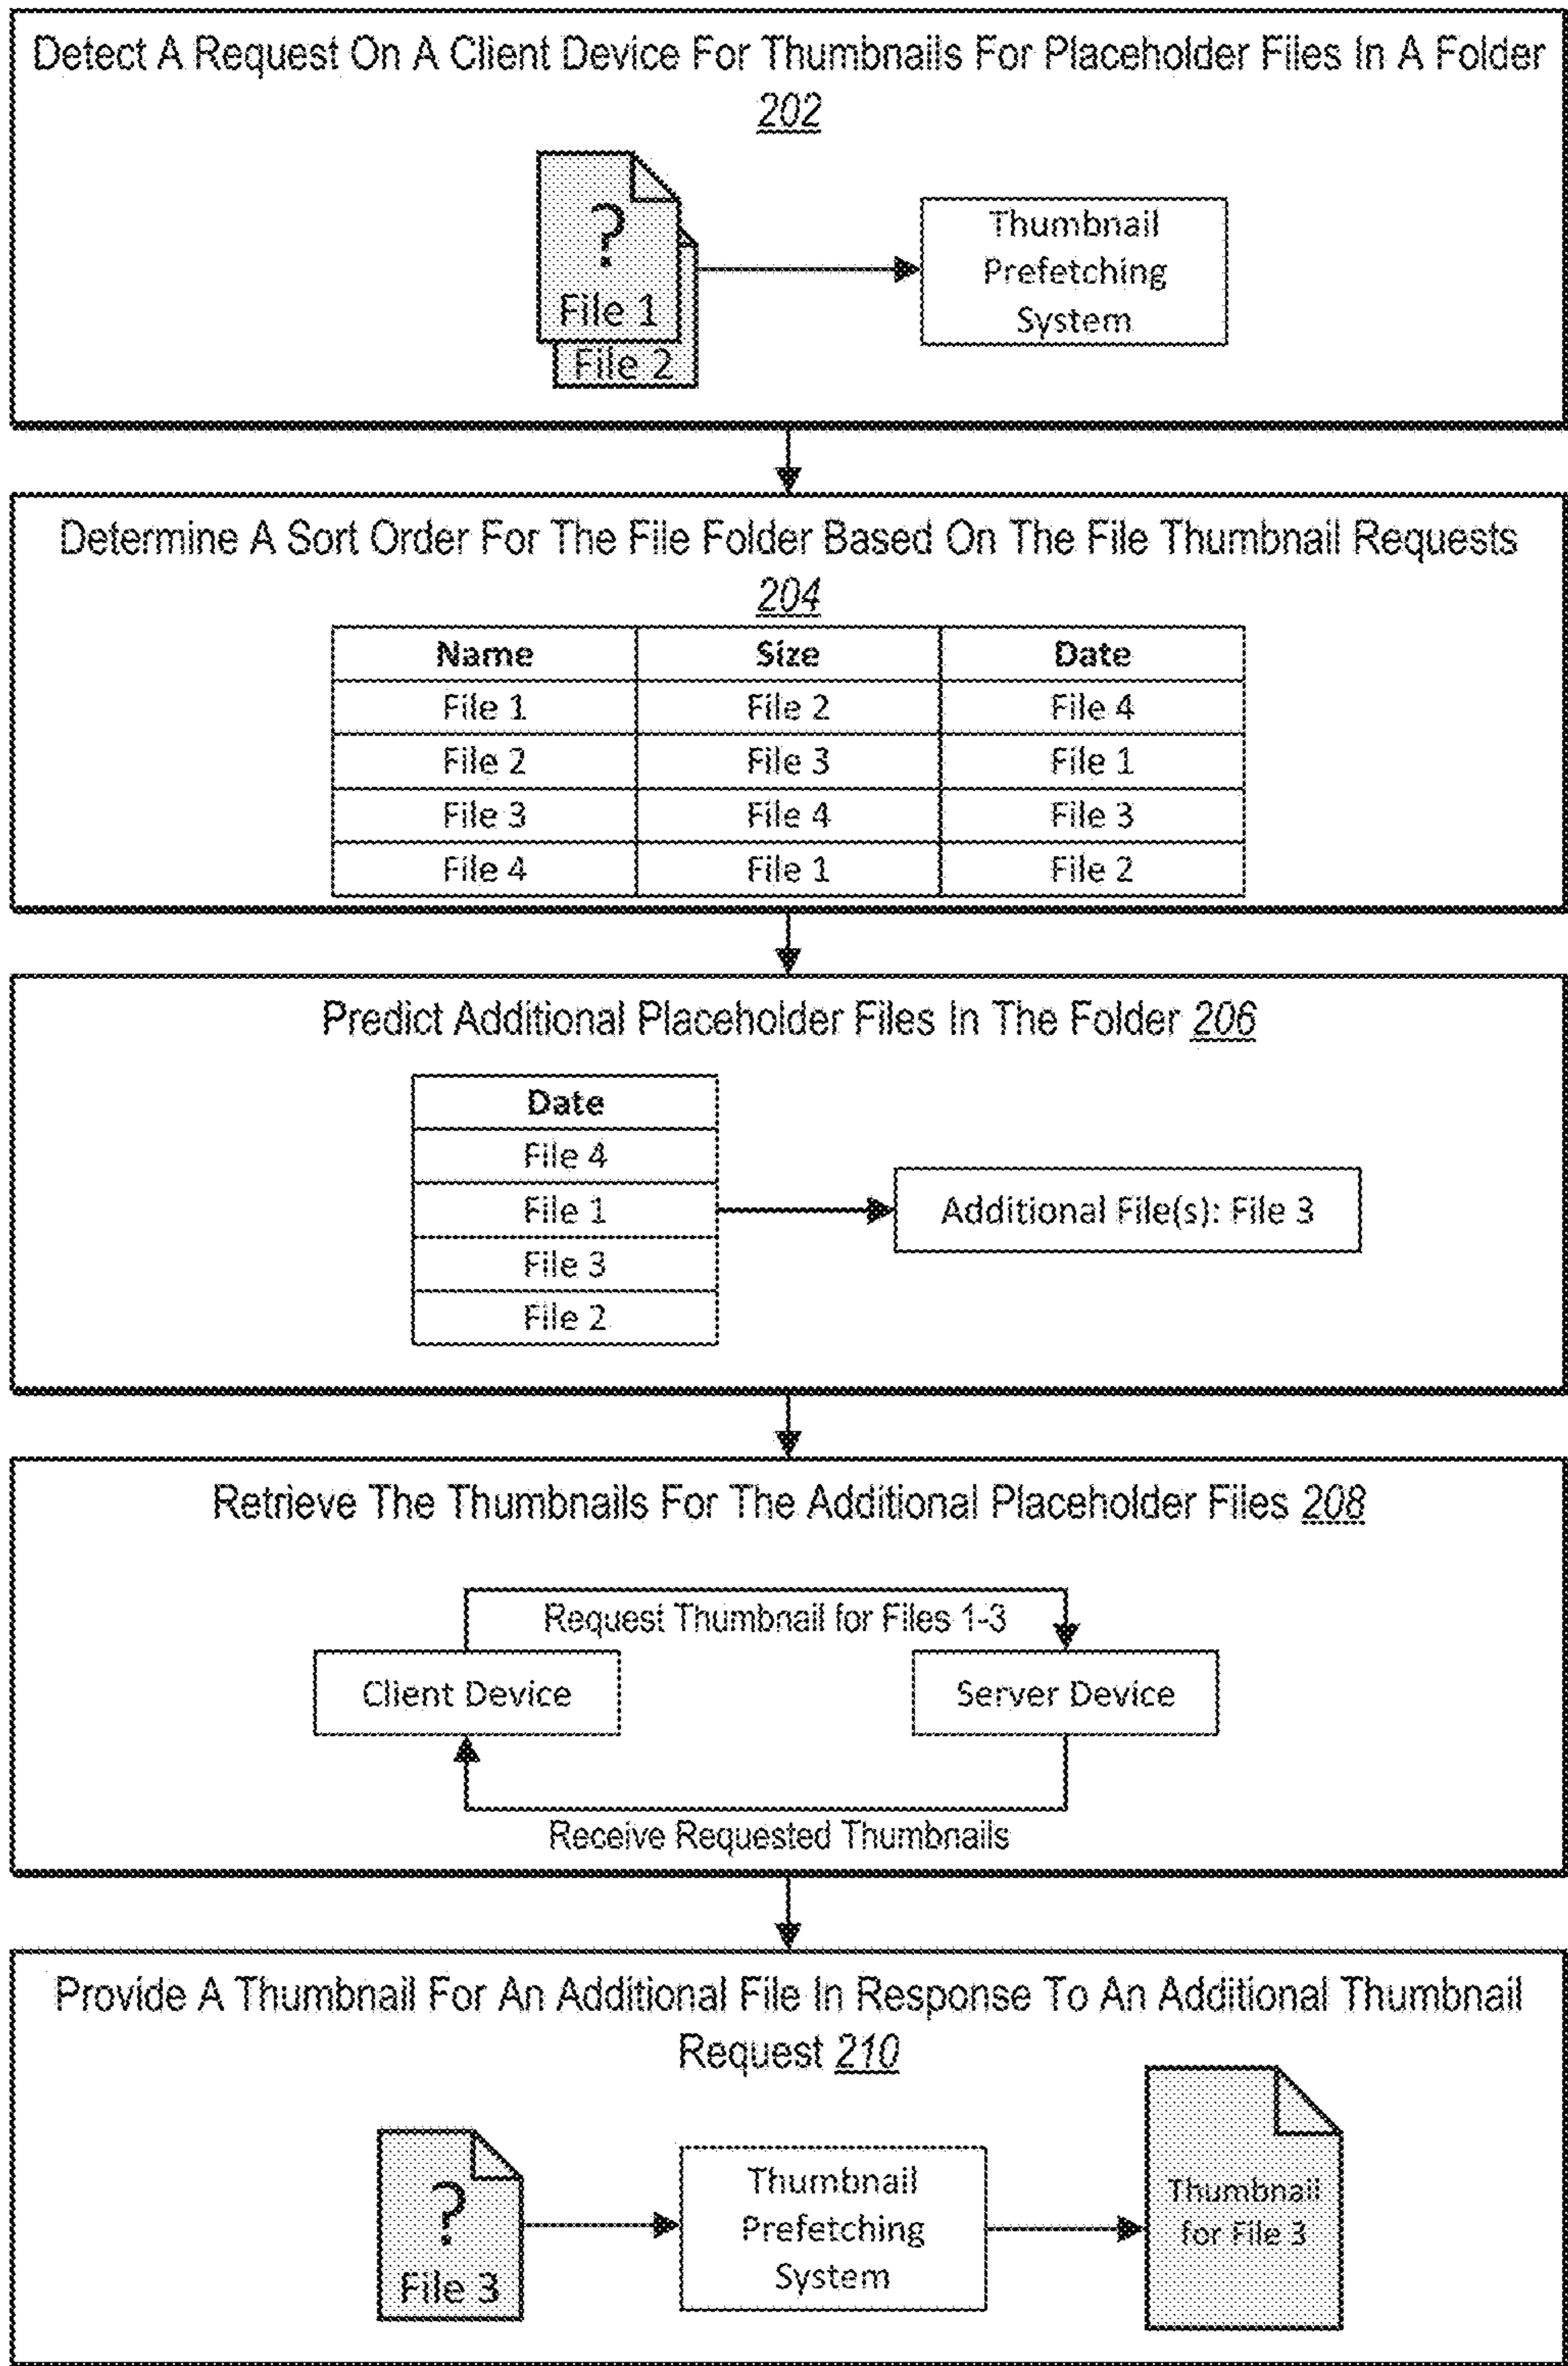 Detect A Request On A Client Device For Thumbnails For Placeholder Files In A Folder
202
?
File 1
File 2
Thumbnail
Prefetching
System
Determine A Sort Order For The File Folder Based On The File Thumbnail Requests
204
Name Size Date
File 1 File 2 File 4
File 2 File 3 File 1
File 3 File 4 File 3
File 4 File 1 File 2
Predict Additional Placeholder Files In The Folder 206
Date
File 4
File 1
File 3
File 2
Additional File(s): File 3
Retrieve The Thumbnails For The Additional Placeholder Files 208
Request Thumbnail for Files 1-3
Client Device
Server Device
Receive Requested Thumbnails
Provide A Thumbnail For An Additional File In Response To An Additional Thumbnail
Request 210
?
File 3
Thumbnail
Prefetching
System
Thumbnail
for File 3